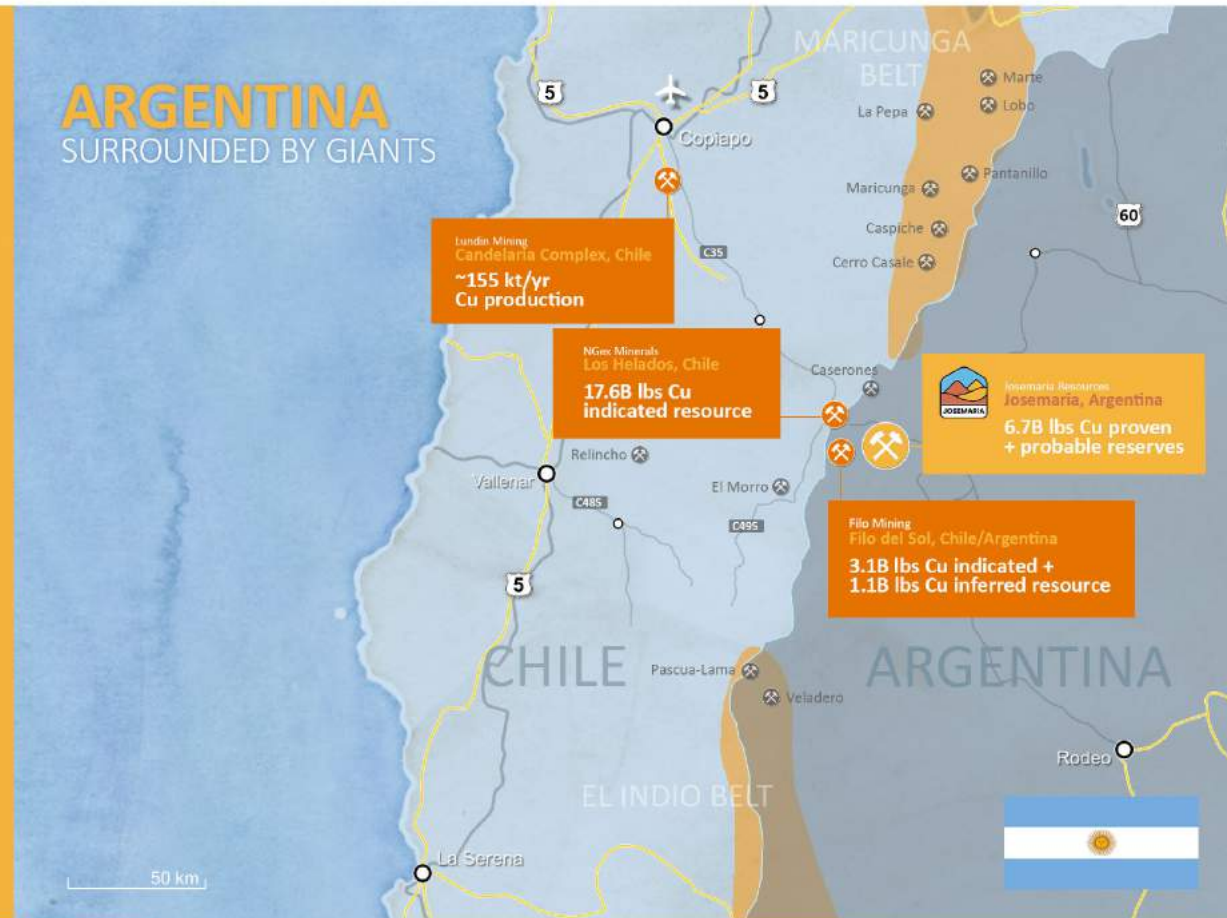 ARGENTINA
SURROUNDED BY GIANTS
MARICUNGA
BELT
5
5
Copiapo
La Pepa
Marte
Lobo
Maricunga
Pantanillo
Caspiche
Cerro Casale
60
C35
Lundin Mining
Candelaria Complex, Chile
~155 kt/yr
Cu production
NGex Minerals
Los Helados, Chile
17.6B lbs Cu
indicated resource
Caserones
JOSEMARIA
Josemaria Resources
Josemaría, Argentina
6.7B lbs Cu proven
+ probable reserves
Relincho
Vallenar
El Morro
C485
C495
Filo Mining
Filo del Sol, Chile/Argentina
3.1B lbs Cu indicated +
1.1B lbs Cu inferred resource
5
CHILE
ARGENTINA
Pascua-Lama
Veladero
Rodeo
EL INDIO BELT
La Serena
50 km